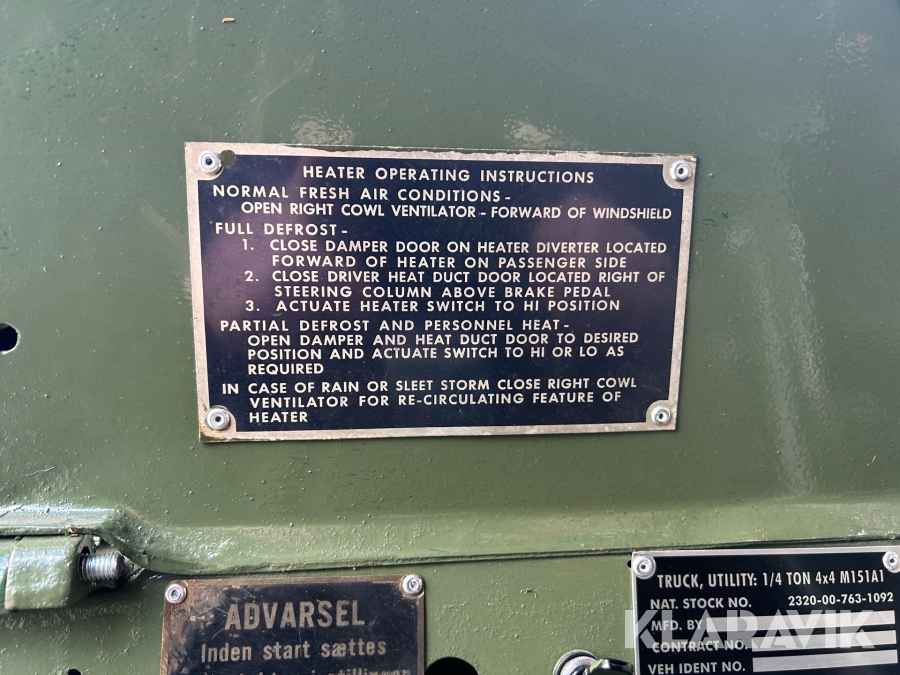 HEATER OPERATING INSTRUCTIONS
NORMAL FRESH AIR CONDITIONS -
OPEN RIGHT COWL VENTILATOR - FORWARD OF WINDSHIELD
FULL DEFROST -
1. CLOSE DAMPER DOOR ON HEATER DIVERTER LOCATED
FORWARD OF HEATER ON PASSENGER SIDE
2. CLOSE DRIVER HEAT DUCT DOOR LOCATED RIGHT OF
STEERING COLUMN ABOVE BRAKE PEDAL
3. ACTUATE HEATER SWITCH TO HI POSITION
PARTIAL DEFROST AND PERSONNEL HEAT -
OPEN DAMPER AND HEAT DUCT DOOR TO DESIRED
POSITION AND ACTUATE SWITCH TO HI OR LO AS
REQUIRED
IN CASE OF RAIN OR SLEET STORM CLOSE RIGHT COWL
VENTILATOR FOR RE-CIRCULATING FEATURE OF
HEATER
ADVARSEL
Inden start sættes
TRUCK, UTILITY: 1/4 TON 4x4 M151A1
NAT. STOCK NO. 2320-00-763-1092
MFD. BY
CONTRACT NO.
VEH IDENT NO.
KLARAVIK